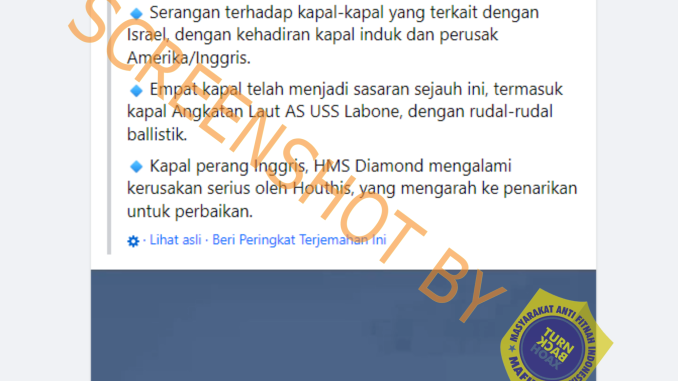 🔷 Serangan terhadap kapal-kapal yang terkait dengan
Israel, dengan kehadiran kapal induk dan perusak
Amerika/Inggris.
🔷 Empat kapal telah menjadi sasaran sejauh ini, termasuk
kapal Angkatan Laut AS USS Labone, dengan rudal-rudal
ballistik.
🔷 Kapal perang Inggris, HMS Diamond mengalami
kerusakan serius oleh Houthis, yang mengarah ke penarikan
untuk perbaikan.
· Lihat asli · Beri Peringkat Terjemahan Ini
SCREENSHOT BY
MASYARAKAT ANTI FITNAH INDONESIA
TURN
BACK
HOAX